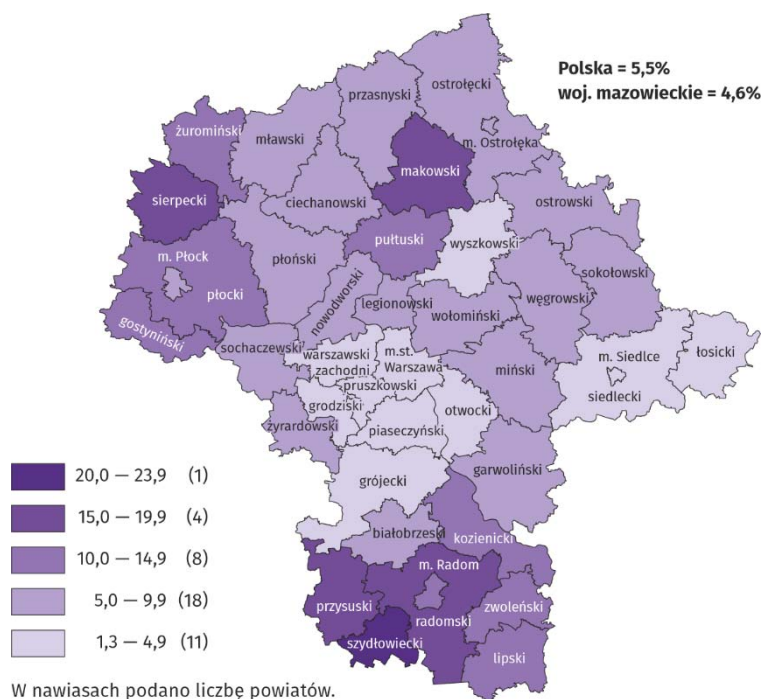 Polska = 5,5%
woj. mazowieckie = 4,6%
ostrołęcki
przasnyski
żuromiński
mławski
m. Ostrołęka
makowski
sierpecki
ciechanowski
ostrowski
pułtuski
wyszkowski
m. Płock
płoński
sokołowski
płocki
nowodworski
legionowski
węgrowski
wołomiński
gostyniński
sochaczewski
warszawski
zachodni
m.st.
Warszawa
m. Siedlce
łosicki
miński
pruszkowski
siedlecki
grodziski
otwocki
żyrardowski
piaseczyński
garwoliński
grójecki
20,0 — 23,9 (1)
15,0 — 19,9 (4)
10,0 — 14,9 (8)
5,0 — 9,9 (18)
1,3 — 4,9 (11)
białobrzeski
kozienicki
m. Radom
przysuski
zwoleński
radomski
szydłowiecki
lipski
W nawiasach podano liczbę powiatów.